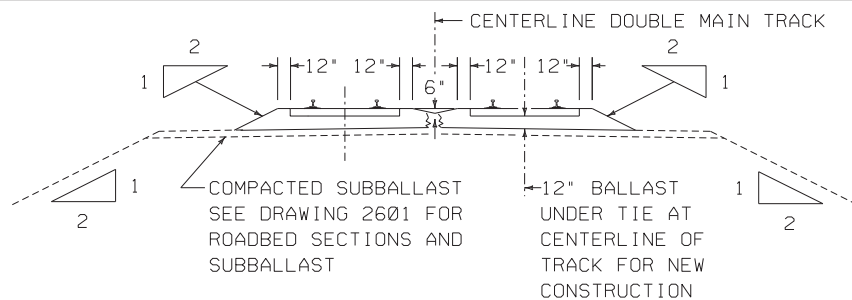 CENTERLINE DOUBLE MAIN TRACK
2
1
12"
12"
6"
12"
12"
2
1
1
2
COMPACTED SUBBALLAST
SEE DRAWING 2601 FOR
ROADBED SECTIONS AND
SUBBALLAST
12" BALLAST
UNDER TIE AT
CENTERLINE OF
TRACK FOR NEW
CONSTRUCTION
1
2